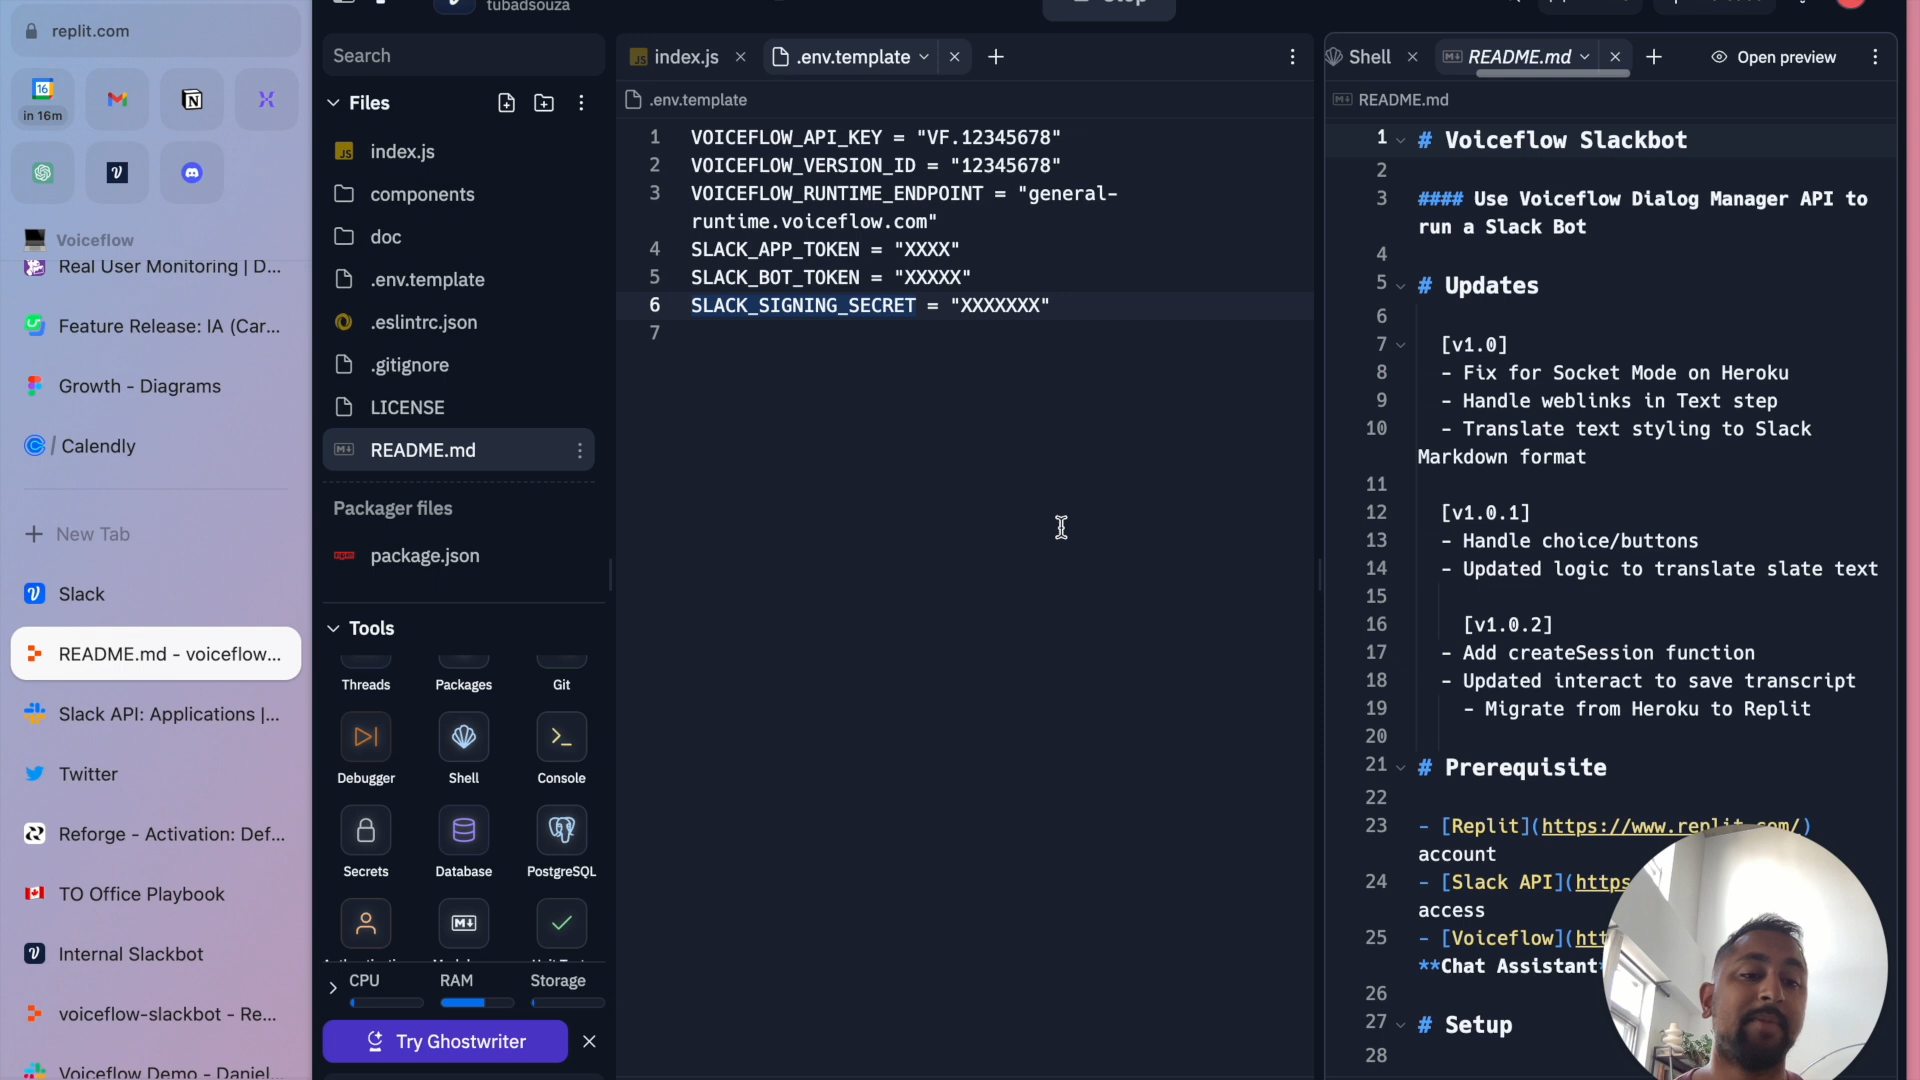 replit.com
16
in 16m
Voiceflow
Real User Monitoring | D...
Feature Release: IA (Car...
Growth - Diagrams
/ Calendly
New Tab
Slack
README.md - voiceflow...
Slack API: Applications |...
Twitter
Reforge - Activation: Def...
TO Office Playbook
Internal Slackbot
voiceflow-slackbot - Re...
Voiceflow Demo - Daniel...
tubadsouza
Stop
Search
Files
index.js
components
doc
.env.template
.eslintrc.json
.gitignore
LICENSE
README.md
Packager files
package.json
Tools
Threads
Packages
Git
Debugger
Shell
Console
Secrets
Database
PostgreSQL
CPU
RAM
Storage
Try Ghostwriter
index.js
.env.template
.env.template
1 VOICEFLOW_API_KEY = "VF.12345678"
2 VOICEFLOW_VERSION_ID = "12345678"
3 VOICEFLOW_RUNTIME_ENDPOINT = "general-
runtime.voiceflow.com"
4 SLACK_APP_TOKEN = "XXXX"
5 SLACK_BOT_TOKEN = "XXXXX"
6 SLACK_SIGNING_SECRET = "XXXXXXX"
7
Shell
README.md
Open preview
README.md
1 # Voiceflow Slackbot
2
3 #### Use Voiceflow Dialog Manager API to
run a Slack Bot
4
5 # Updates
6
7 [v1.0]
8 - Fix for Socket Mode on Heroku
9 - Handle weblinks in Text step
10 - Translate text styling to Slack
Markdown format
11
12 [v1.0.1]
13 - Handle choice/buttons
14 - Updated logic to translate slate text
15
16 [v1.0.2]
17 - Add createSession function
18 - Updated interact to save transcript
19 - Migrate from Heroku to Replit
20
21 # Prerequisite
22
23 - [Replit](https://www.replit.com/)
account
24 - [Slack API](https
access
25 - [Voiceflow](htt
**Chat Assistant
26
27 # Setup
28